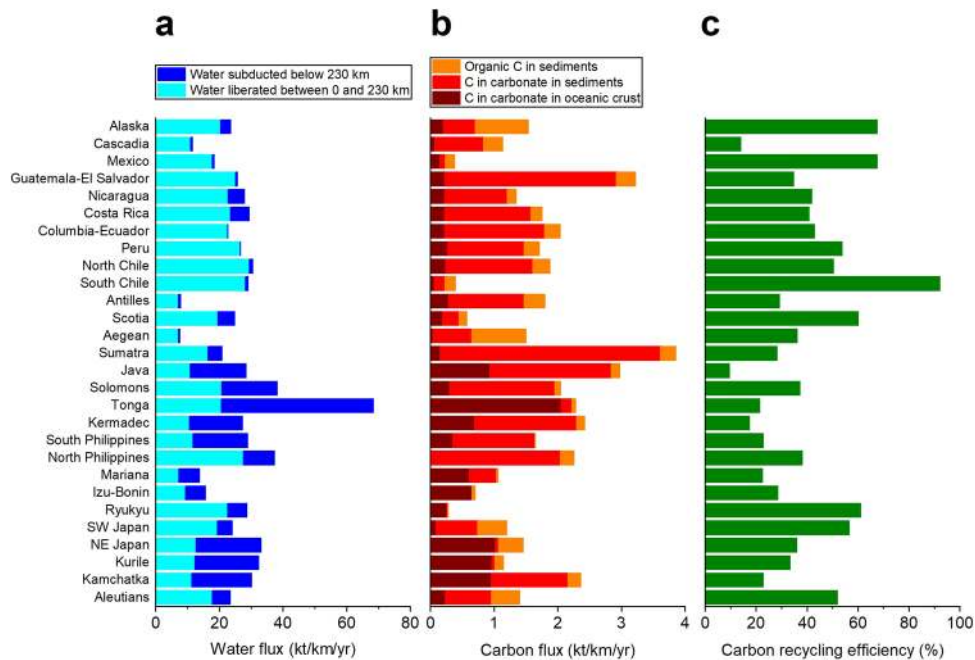 a
b
c
Water subducted below 230 km
Water liberated between 0 and 230 km
Organic C in sediments
C in carbonate in sediments
C in carbonate in oceanic crust
Alaska
Cascadia
Mexico
Guatemala-El Salvador
Nicaragua
Costa Rica
Columbia-Ecuador
Peru
North Chile
South Chile
Antilles
Scotia
Aegean
Sumatra
Java
Solomons
Tonga
Kermadec
South Philippines
North Philippines
Mariana
Izu-Bonin
Ryukyu
SW Japan
NE Japan
Kurile
Kamchatka
Aleutians
0 20 40 60 80
Water flux (kt/km/yr)
0 1 2 3 4
Carbon flux (kt/km/yr)
0 20 40 60 80 100
Carbon recycling efficiency (%)